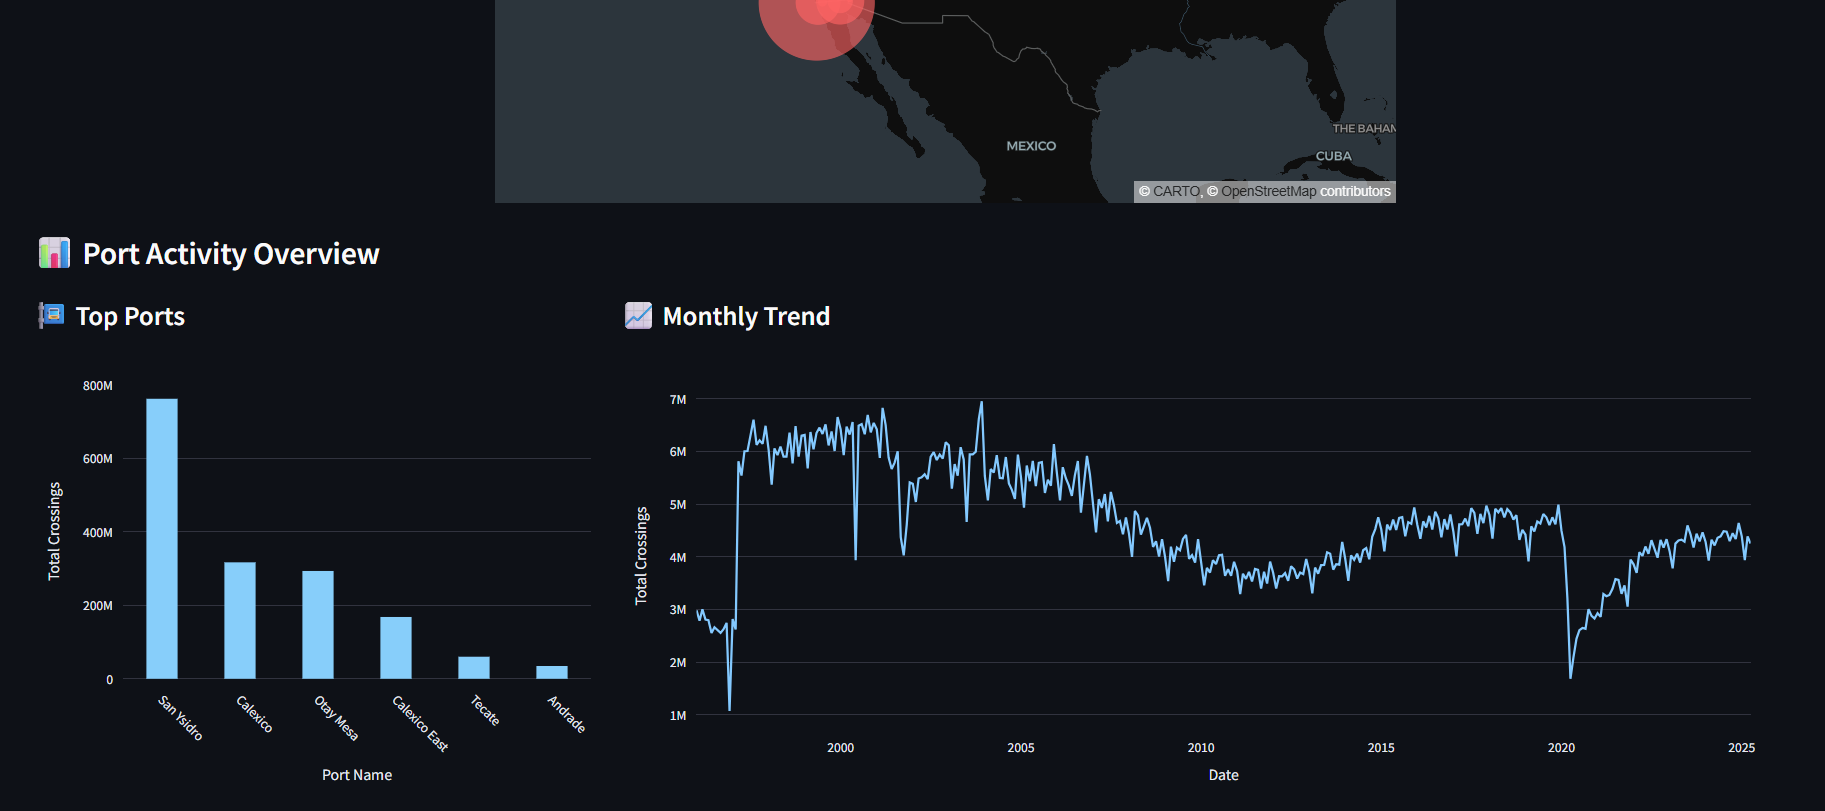 MEXICO
THE BAHAM
CUBA
© CARTO, © OpenStreetMap contributors
Port Activity Overview
Top Ports
Monthly Trend
800M
600M
400M
200M
0
Total Crossings
San Ysidro
Calexico
Otay Mesa
Calexico East
Tecate
Andrade
Port Name
7M
6M
5M
4M
3M
2M
1M
Total Crossings
2000
2005
2010
2015
2020
2025
Date